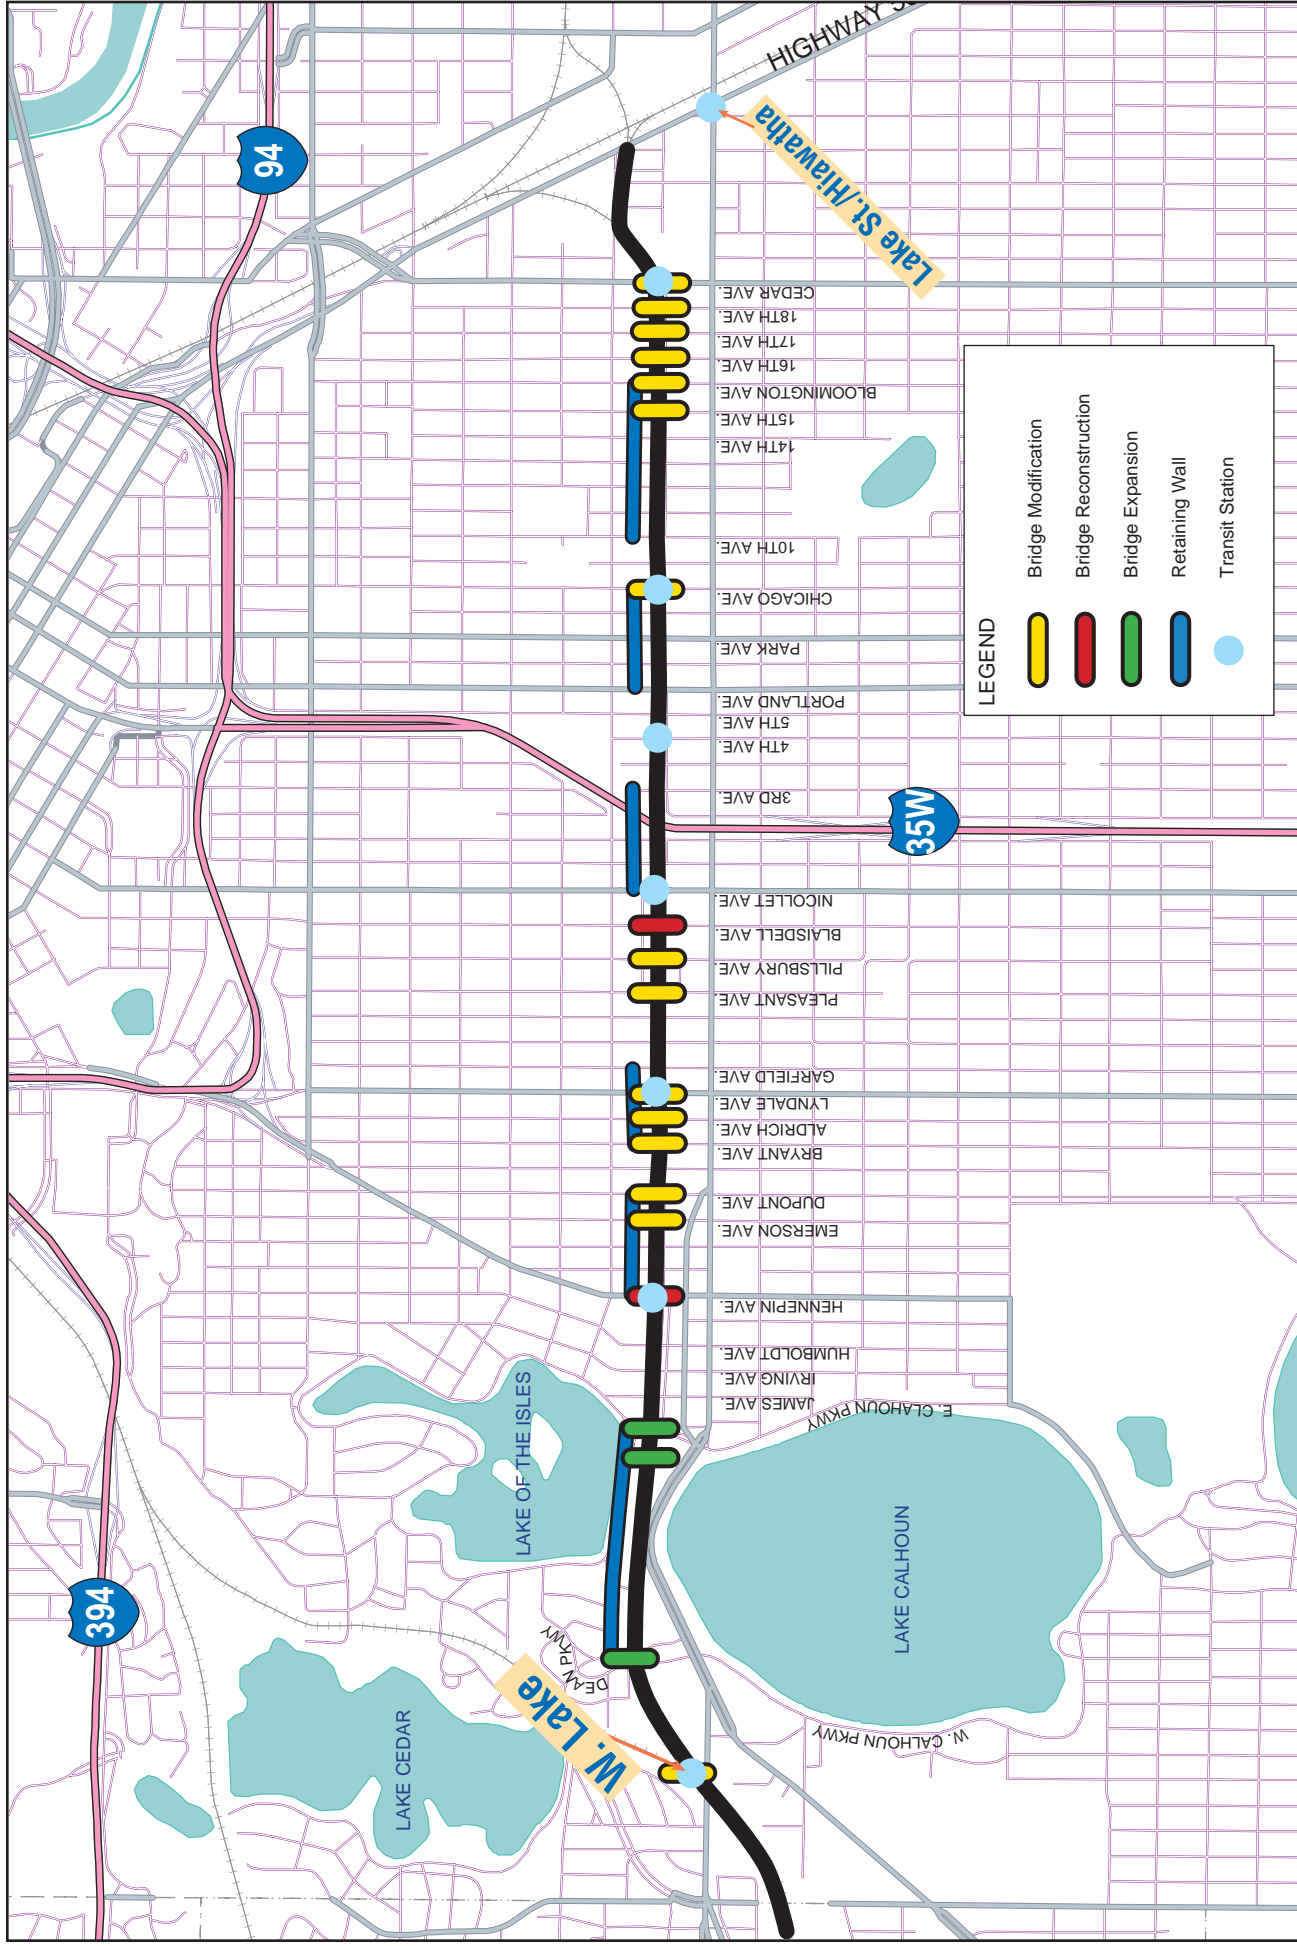 HIGHWAY 55
94
Lake St./Hiawatha
CEDAR AVE.
18TH AVE.
17TH AVE.
16TH AVE.
BLOOMINGTON AVE.
15TH AVE.
14TH AVE.
10TH AVE.
CHICAGO AVE.
PARK AVE.
PORTLAND AVE.
5TH AVE.
4TH AVE.
3RD AVE.
35W
NICOLLET AVE.
BLAISDELL AVE.
PILLSBURY AVE.
PLEASANT AVE.
GARFIELD AVE.
LYNDALE AVE.
ALDRICH AVE.
BRYANT AVE.
DUPONT AVE.
EMERSON AVE.
HENNEPIN AVE.
HUMBOLDT AVE.
IRVING AVE.
JAMES AVE.
E. CLAHOUN PKWY
LAKE OF THE ISLES
LAKE CALHOUN
394
DEAN PKWY
W. Lake
LAKE CEDAR
W. CALHOUN PKWY
LEGEND
Bridge Modification
Bridge Reconstruction
Bridge Expansion
Retaining Wall
Transit Station